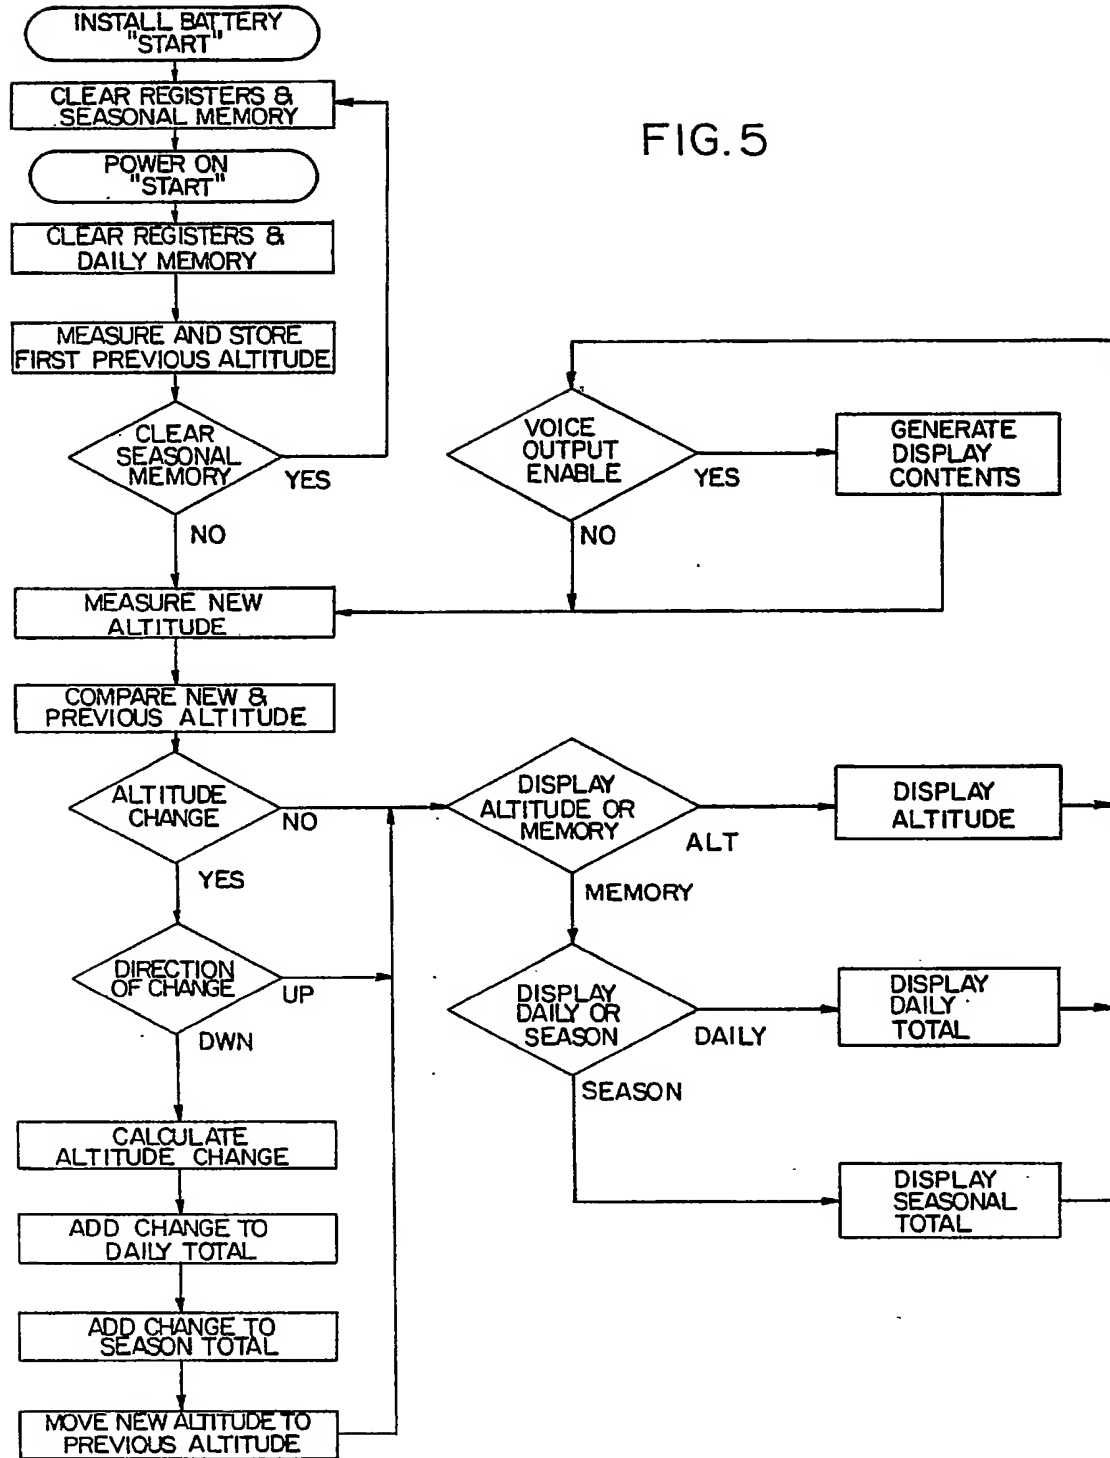 INSTALL BATTERY
"START"
CLEAR REGISTERS &
SEASONAL MEMORY
FIG. 5
POWER ON
"START"
CLEAR REGISTERS &
DAILY MEMORY
MEASURE AND STORE
FIRST PREVIOUS ALTITUDE
CLEAR
SEASONAL
MEMORY
YES
NO
VOICE
OUTPUT
ENABLE
YES
NO
GENERATE
DISPLAY
CONTENTS
MEASURE NEW
ALTITUDE
COMPARE NEW &
PREVIOUS ALTITUDE
ALTITUDE
CHANGE
NO
YES
DISPLAY
ALTITUDE OR
MEMORY
ALT
MEMORY
DISPLAY
ALTITUDE
DIRECTION
OF CHANGE
UP
DWN
DISPLAY
DAILY OR
SEASON
DAILY
SEASON
DISPLAY
DAILY
TOTAL
CALCULATE
ALTITUDE CHANGE
DISPLAY
SEASONAL
TOTAL
ADD CHANGE TO
DAILY TOTAL
ADD CHANGE TO
SEASON TOTAL
MOVE NEW ALTITUDE TO
PREVIOUS ALTITUDE